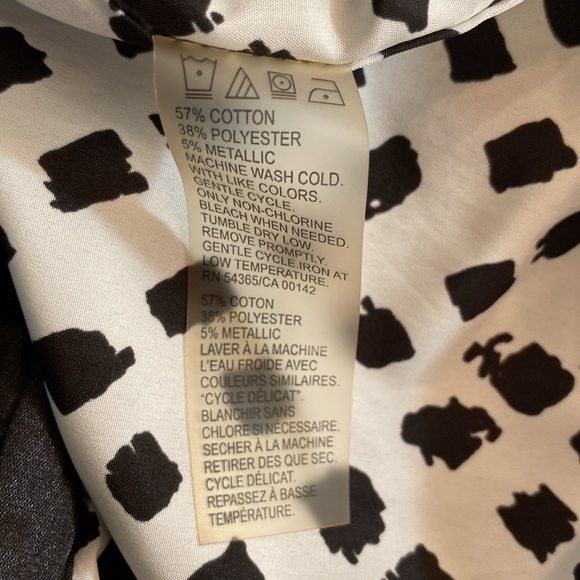 57% COTTON
38% POLYESTER
5% METALLIC
MACHINE WASH COLD.
WITH LIKE COLORS.
GENTLE CYCLE.
ONLY NON-CHLORINE
BLEACH WHEN NEEDED.
TUMBLE DRY LOW.
REMOVE PROMPTLY.
GENTLE CYCLE.IRON AT
LOW TEMPERATURE.
RN 54365/CA 00142
57% COTON
38% POLYESTER
5% METALLIC
LAVER À LA MACHINE
L'EAU FROIDE AVEC
COULEURS SIMILAIRES.
"CYCLE DÉLICAT".
BLANCHIR SANS
CHLORE SI NÉCESSAIRE.
SECHER À LA MACHINE
RETIRER DES QUE SEC.
CYCLE DÉLICAT.
REPASSEZ À BASSE
TEMPÉRATURE.